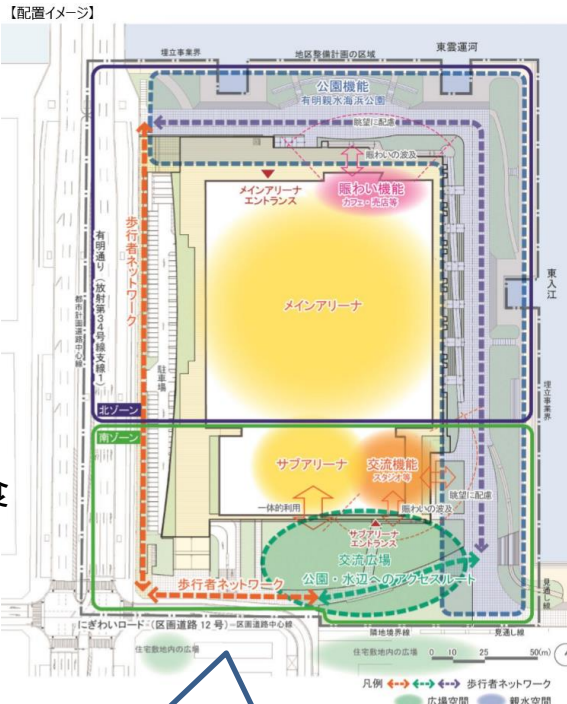 【配置イメージ】
埋立事業界
地区整備計画の区域
東雲運河
公園機能
有明親水海浜公園
眺望に配慮
賑わいの波及
メインアリーナ
エントランス
賑わい機能
カフェ・売店等
歩行者ネットワーク
有明通り(放射第34号線支線1)
都市計画道路中心線
東入江
メインアリーナ
駐車場
埋立事業界
北ゾーン
南ゾーン
サブアリーナ
交流機能
スタジオ等
眺望に配慮
一体的利用
賑わいの波及
サブアリーナ
エントランス
交流広場
公園・水辺へのアクセスルート
歩行者ネットワーク
見通し線
にぎわいロード(区画道路12号)
区画道路中心線
隣地境界線
見通し線
住宅敷地内の広場
住宅敷地内の広場
0 10 25 50(m)
凡例
歩行者ネットワーク
広場空間
親水空間